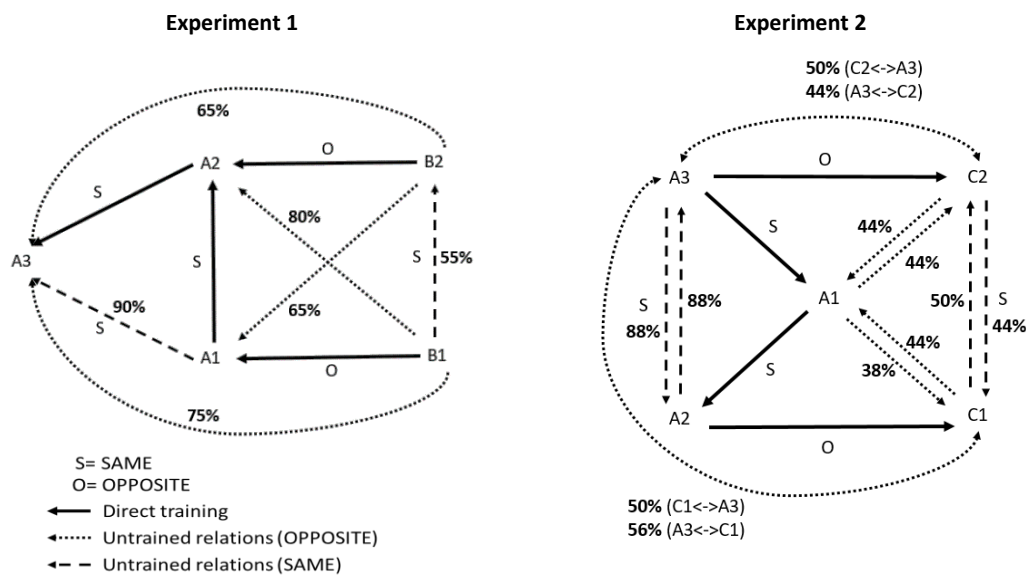 Experiment 1
65%
A2
O
B2
S
80%
A3
S
S
55%
90%
S
65%
A1
O
B1
75%
S= SAME
O= OPPOSITE
Direct training
Untrained relations (OPPOSITE)
Untrained relations (SAME)
Experiment 2
50% (C2<->A3)
44% (A3<->C2)
A3
O
C2
S
44%
44%
A1
S
88%
88%
50%
S
44%
44%
38%
S
A2
O
C1
50% (C1<->A3)
56% (A3<->C1)